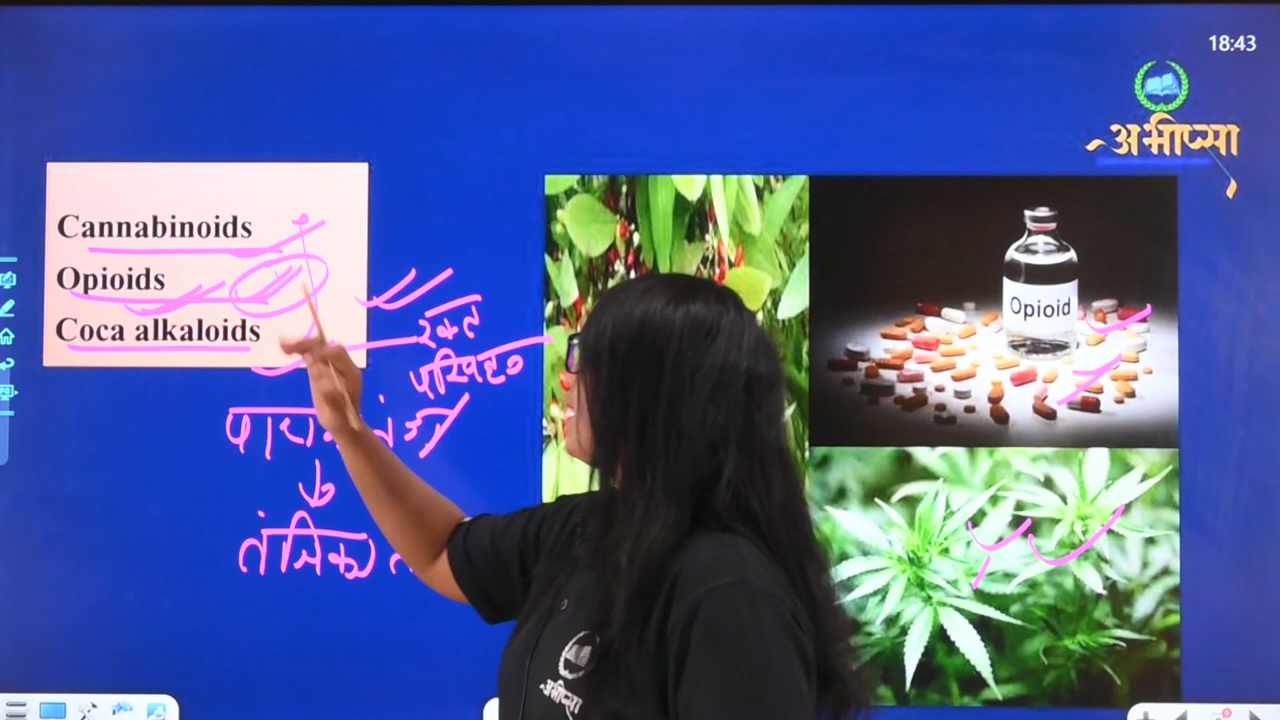 18:43
अभीप्सा
Cannabinoids
Opioids
Coca alkaloids
Opioid
रक्त
परिवहन
तंत्रिका
अभीप्सा